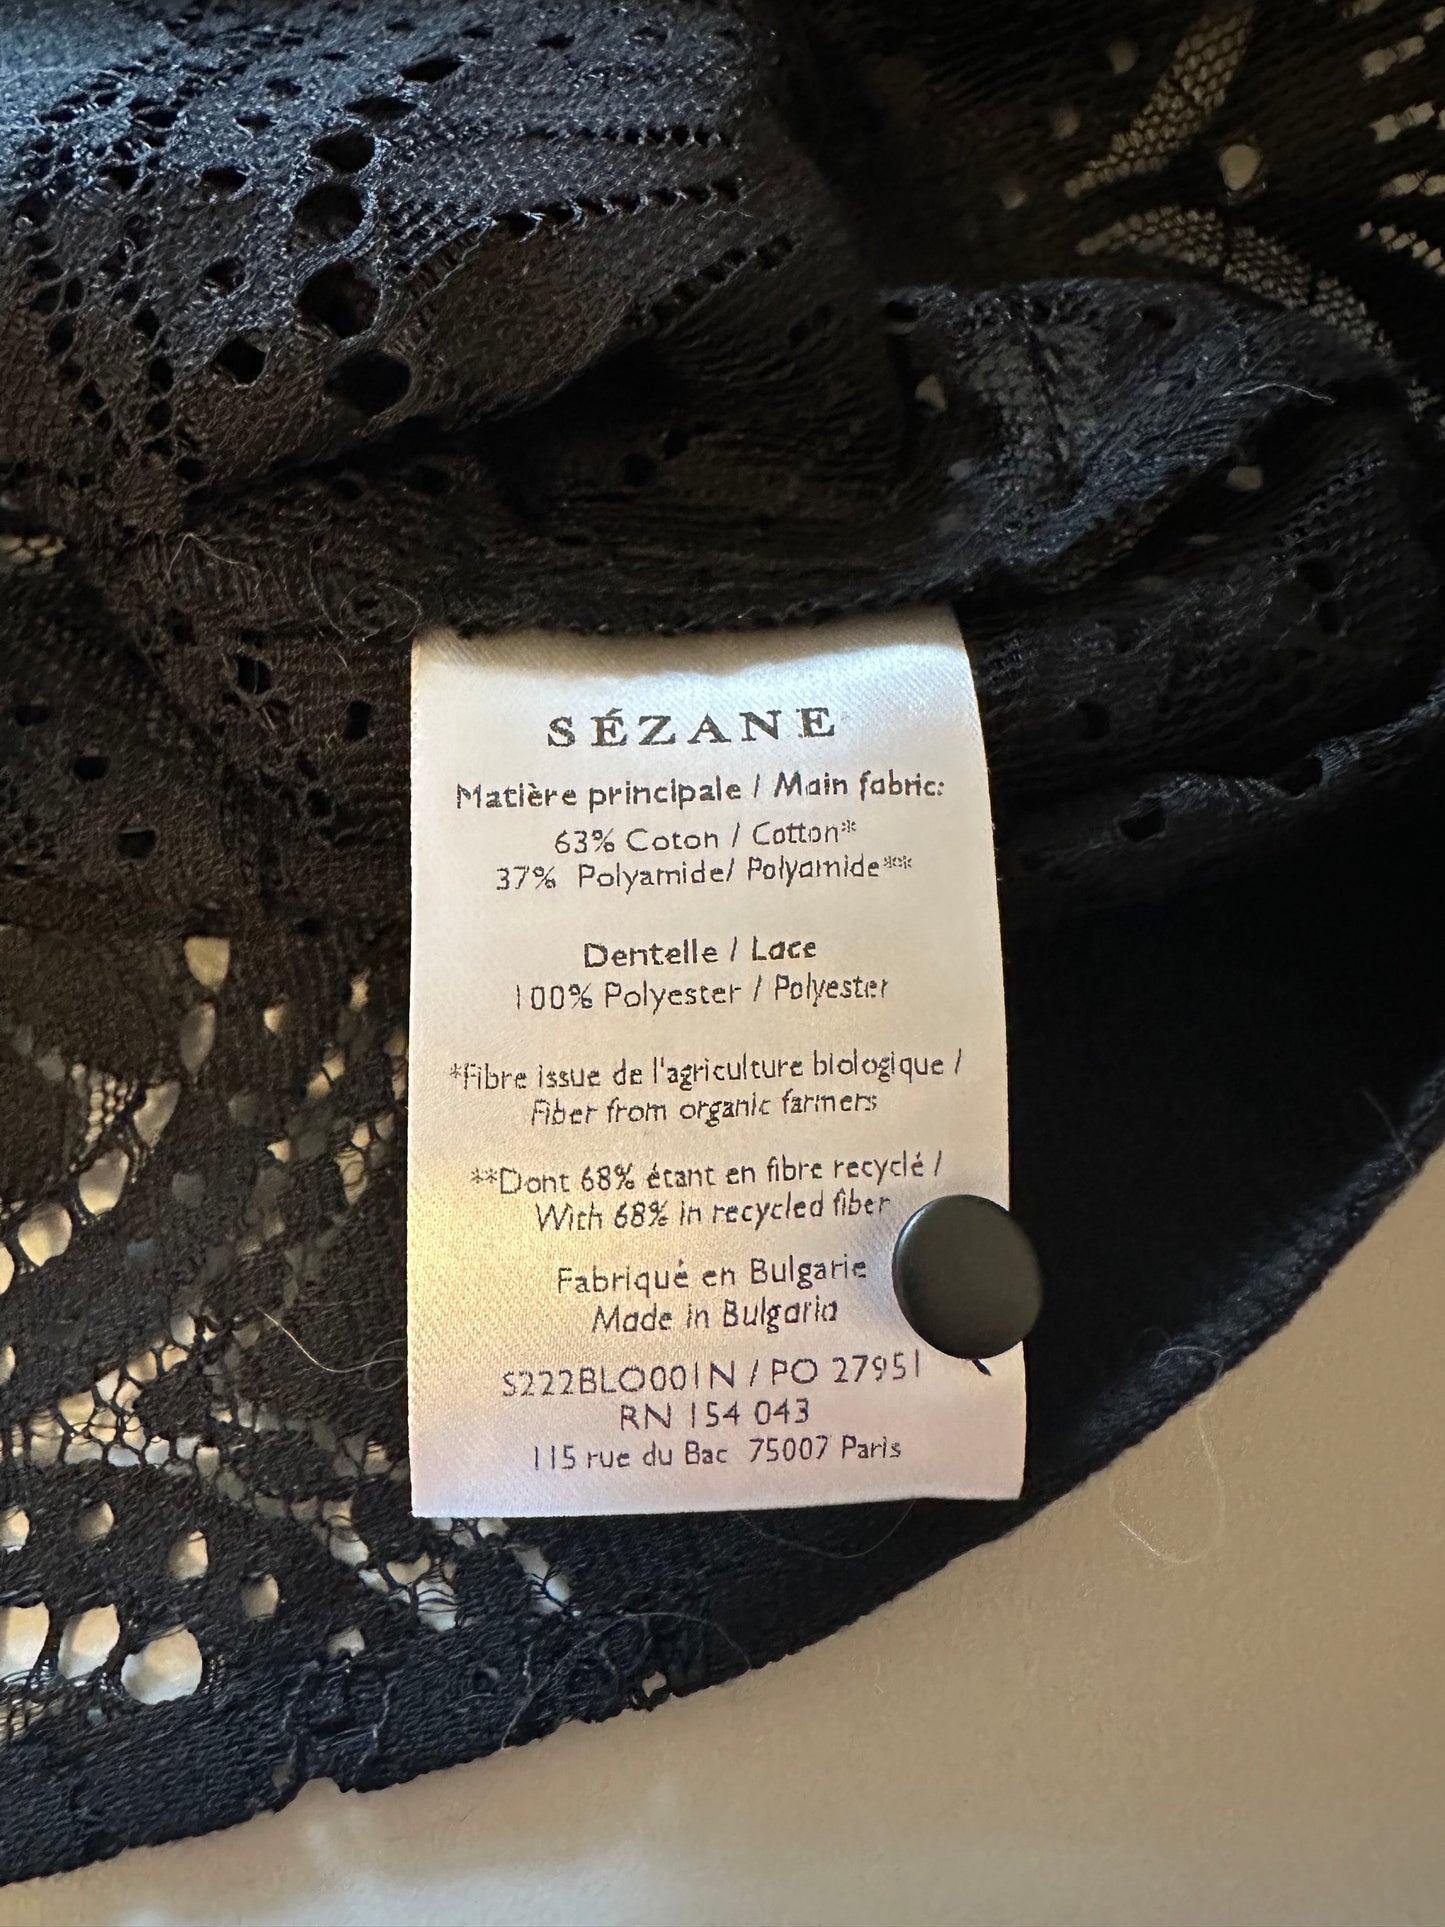 SÉZANE
Matière principale / Main fabric:
63% Coton / Cotton*
37% Polyamide/ Polyamide**
Dentelle / Lace
100% Polyester / Polyester
*Fibre issue de l'agriculture biologique /
Fiber from organic farmers
**Dont 68% étant en fibre recyclé /
With 68% in recycled fiber
Fabriqué en Bulgarie
Made in Bulgaria
S222BLO001N / PO 27951
RN 154 043
115 rue du Bac 75007 Paris